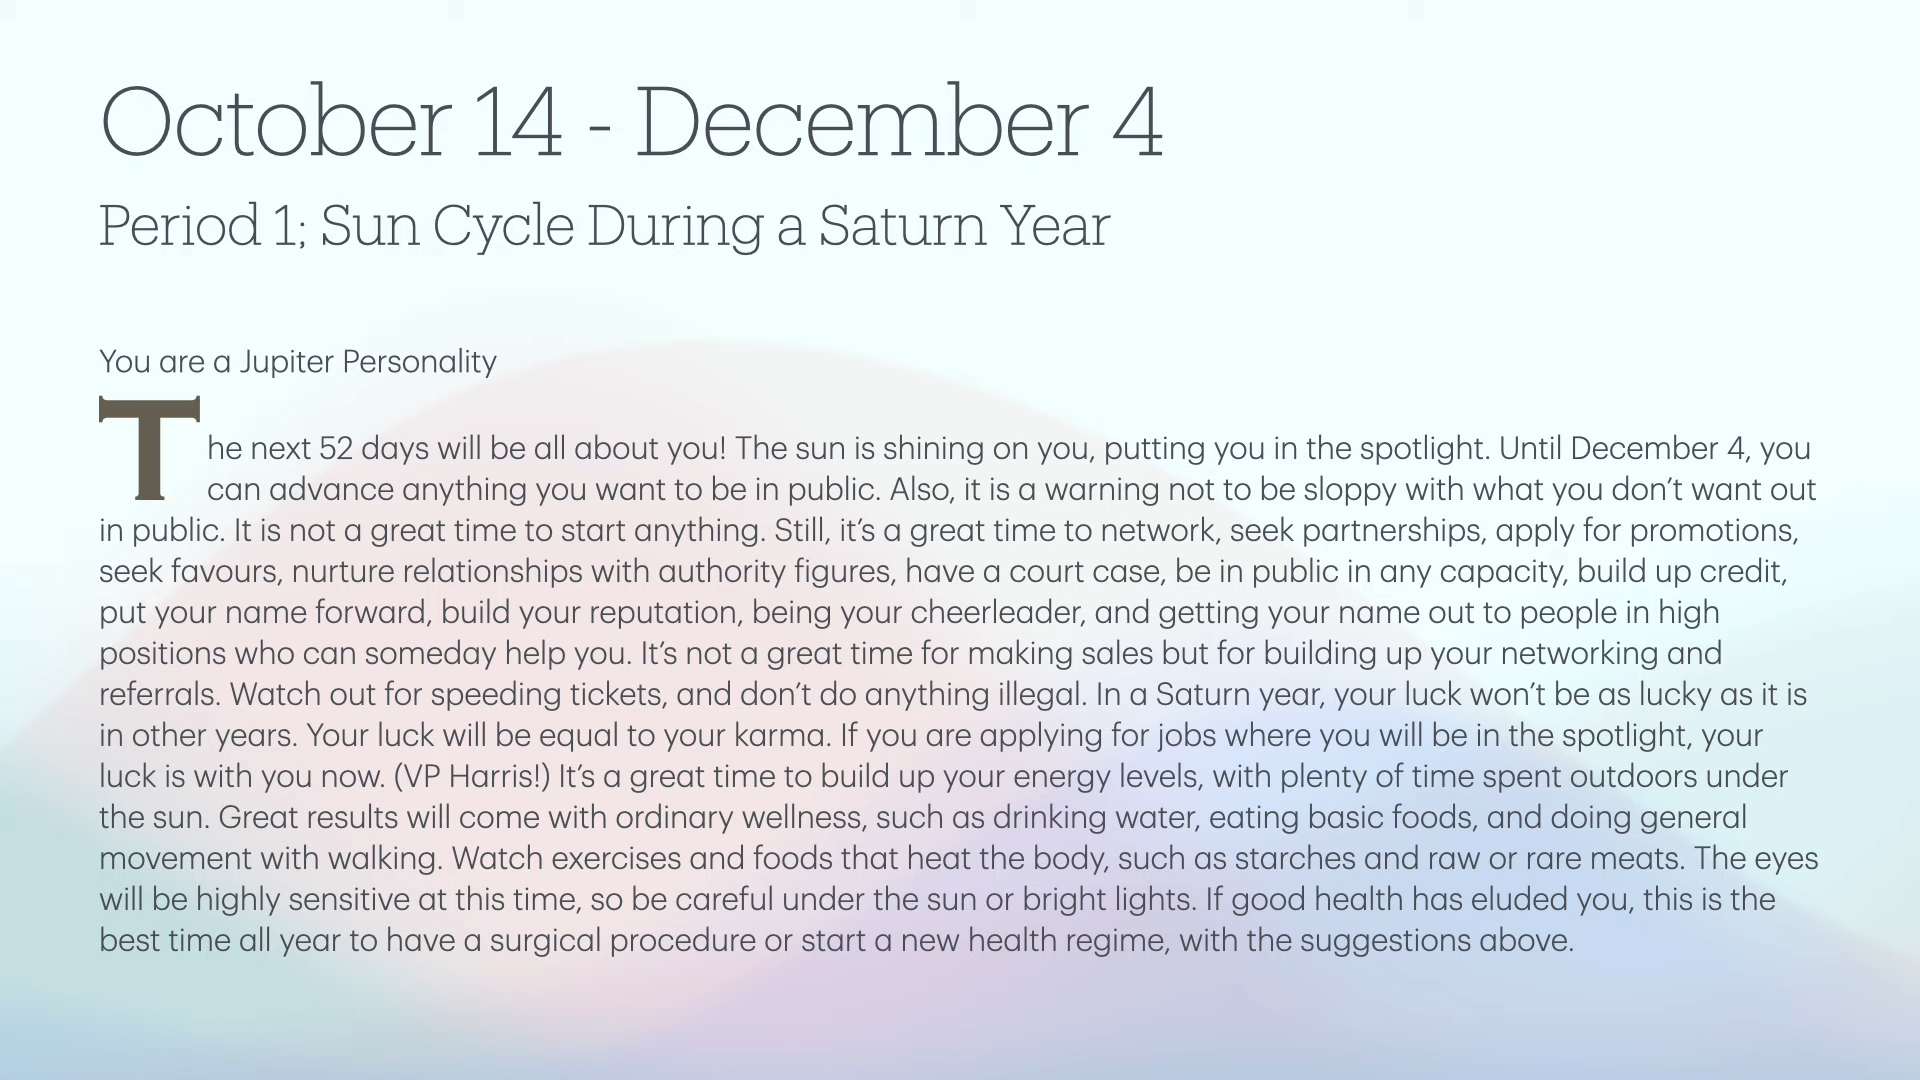 October 14 - December 4
Period 1; Sun Cycle During a Saturn Year
You are a Jupiter Personality
The next 52 days will be all about you! The sun is shining on you, putting you in the spotlight. Until December 4, you
can advance anything you want to be in public. Also, it is a warning not to be sloppy with what you don’t want out
in public. It is not a great time to start anything. Still, it’s a great time to network, seek partnerships, apply for promotions,
seek favours, nurture relationships with authority figures, have a court case, be in public in any capacity, build up credit,
put your name forward, build your reputation, being your cheerleader, and getting your name out to people in high
positions who can someday help you. It’s not a great time for making sales but for building up your networking and
referrals. Watch out for speeding tickets, and don’t do anything illegal. In a Saturn year, your luck won’t be as lucky as it is
in other years. Your luck will be equal to your karma. If you are applying for jobs where you will be in the spotlight, your
luck is with you now. (VP Harris!) It’s a great time to build up your energy levels, with plenty of time spent outdoors under
the sun. Great results will come with ordinary wellness, such as drinking water, eating basic foods, and doing general
movement with walking. Watch exercises and foods that heat the body, such as starches and raw or rare meats. The eyes
will be highly sensitive at this time, so be careful under the sun or bright lights. If good health has eluded you, this is the
best time all year to have a surgical procedure or start a new health regime, with the suggestions above.